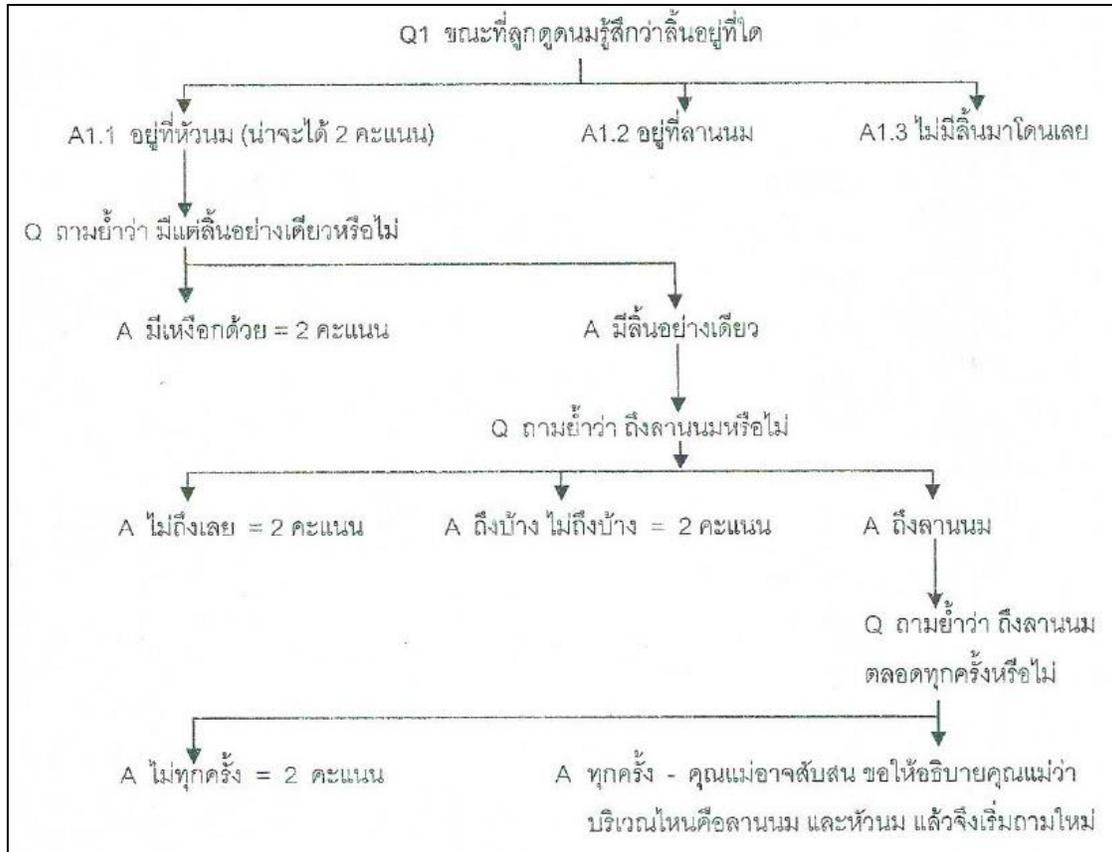 Q1 ขณะที่ลูกดูดนมรู้สึกว่าลิ้นอยู่ที่ใด
A1.1 อยู่ที่หัวนม (น่าจะได้ 2 คะแนน)
A1.2 อยู่ที่ลานนม
A1.3 ไม่มีลิ้นมาโดนเลย
Q ถามย้ำว่า มีแต่ลิ้นอย่างเดียวหรือไม่
A มีเหงือกด้วย = 2 คะแนน
A มีลิ้นอย่างเดียว
Q ถามย้ำว่า ถึงลานนมหรือไม่
A ไม่ถึงเลย = 2 คะแนน
A ถึงบ้าง ไม่ถึงบ้าง = 2 คะแนน
A ถึงลานนม
Q ถามย้ำว่า ถึงลานนม
ตลอดทุกครั้งหรือไม่
A ไม่ทุกครั้ง = 2 คะแนน
A ทุกครั้ง - คุณแม่อาจสับสน ขอให้อธิบายคุณแม่ว่า
บริเวณไหนคือลานนม และหัวนม แล้วจึงเริ่มถามใหม่